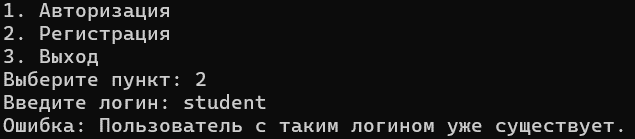 1. Авторизация
2. Регистрация
3. Выход
Выберите пункт: 2
Введите логин: student
Ошибка: Пользователь с таким логином уже существует.